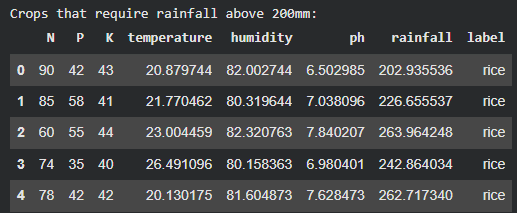 Crops that require rainfall above 200mm:
N P K temperature humidity ph rainfall label
0 90 42 43 20.879744 82.002744 6.502985 202.935536 rice
1 85 58 41 21.770462 80.319644 7.038096 226.655537 rice
2 60 55 44 23.004459 82.320763 7.840207 263.964248 rice
3 74 35 40 26.491096 80.158363 6.980401 242.864034 rice
4 78 42 42 20.130175 81.604873 7.628473 262.717340 rice